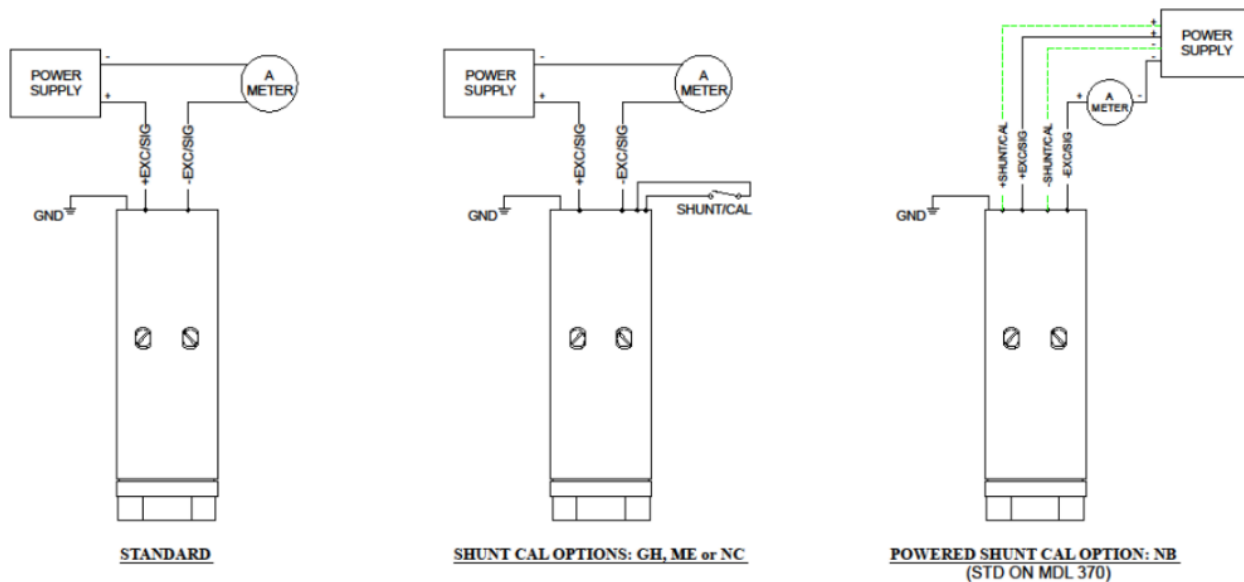 -
POWER
SUPPLY
+
A
METER
+EXC/SIG
-EXC/SIG
GND
STANDARD
-
POWER
SUPPLY
+
A
METER
+EXC/SIG
-EXC/SIG
SHUNT/CAL
GND
SHUNT CAL OPTIONS: GH, ME or NC
+
+
-
-
POWER
SUPPLY
+
A
METER
-
+SHUNT/CAL
+EXC/SIG
-SHUNT/CAL
-EXC/SIG
GND
POWERED SHUNT CAL OPTION: NB
(STD ON MDL 370)